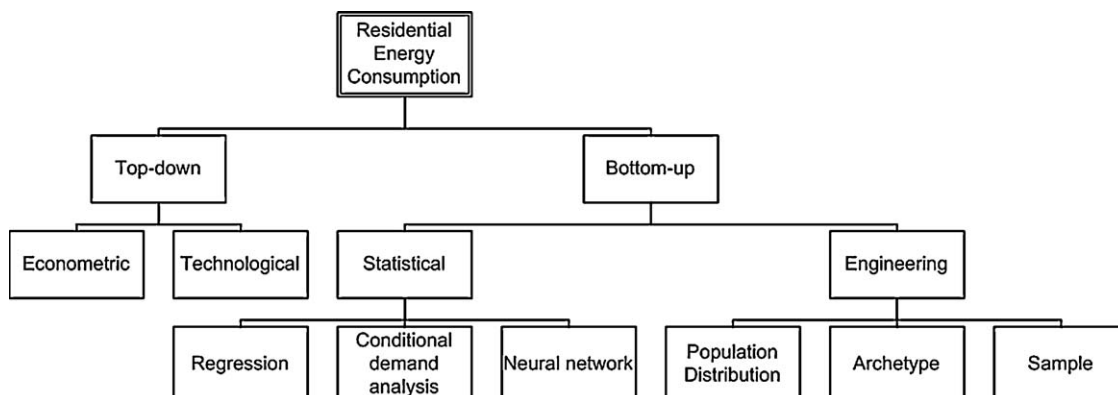 Residential
Energy
Consumption
Top-down
Bottom-up
Econometric
Technological
Statistical
Engineering
Regression
Conditional
demand
analysis
Neural network
Population
Distribution
Archetype
Sample